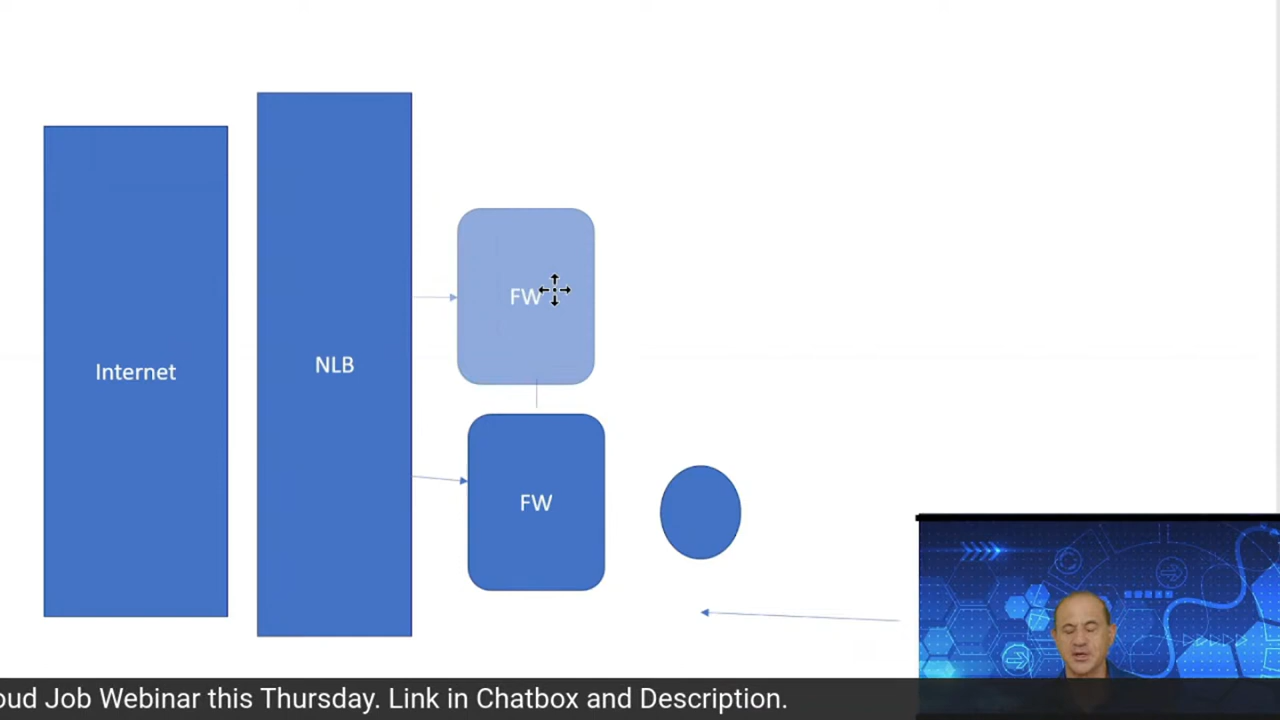 Internet
NLB
FW
FW
oud Job Webinar this Thursday. Link in Chatbox and Description.